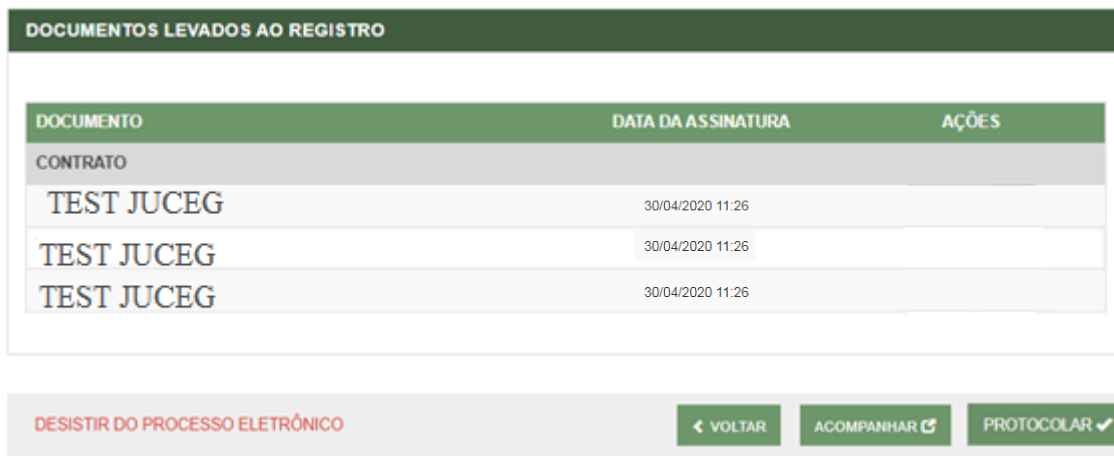 DOCUMENTOS LEVADOS AO REGISTRO
DOCUMENTO DATA DA ASSINATURA AÇÕES
CONTRATO
TEST JUCEG 30/04/2020 11:26
TEST JUCEG 30/04/2020 11:26
TEST JUCEG 30/04/2020 11:26
DESISTIR DO PROCESSO ELETRÔNICO VOLTAR ACOMPANHAR PROTOCOLAR